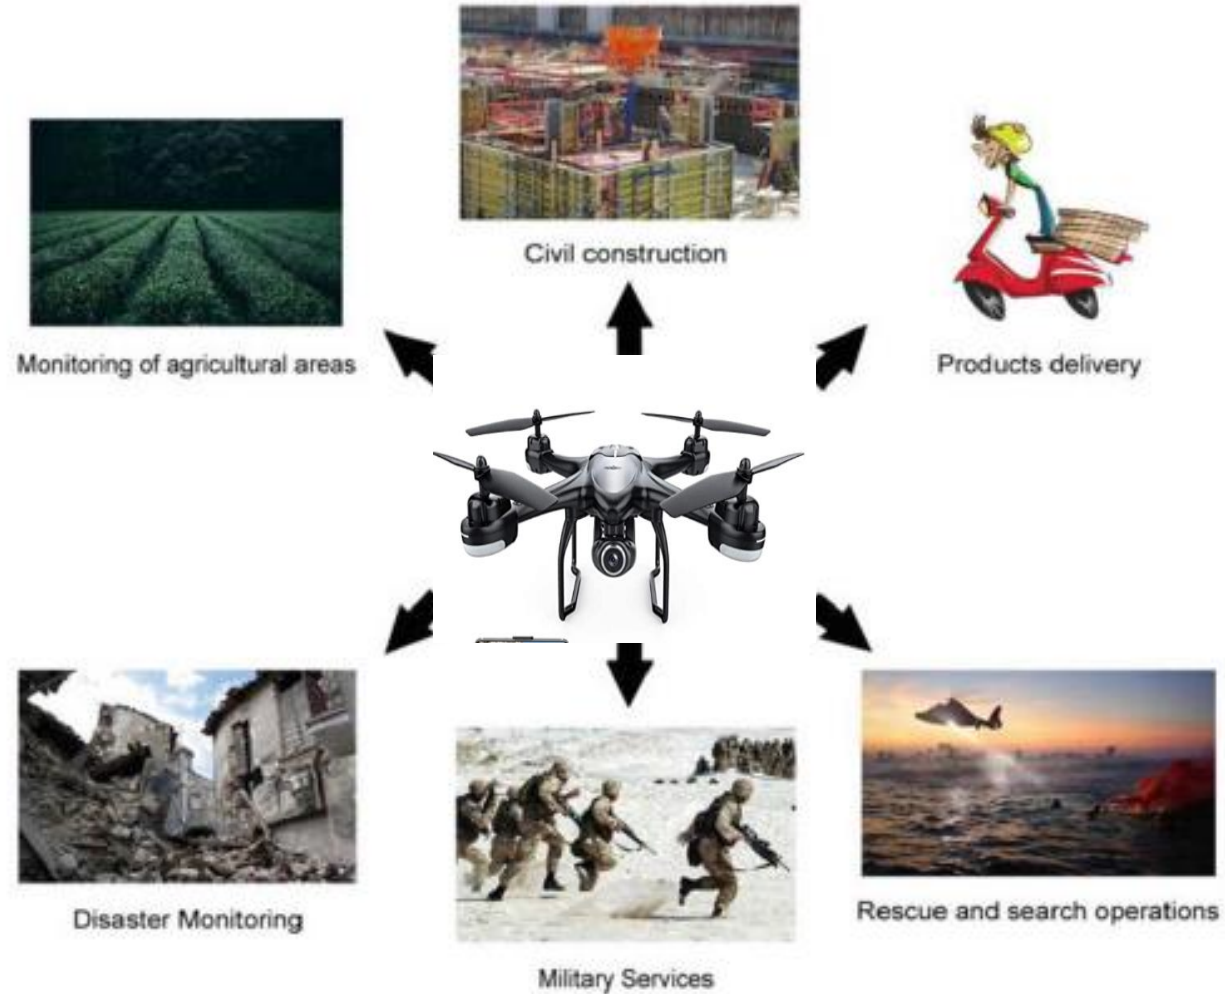 Civil construction
Monitoring of agricultural areas
Products delivery
Disaster Monitoring
Rescue and search operations
Military Services